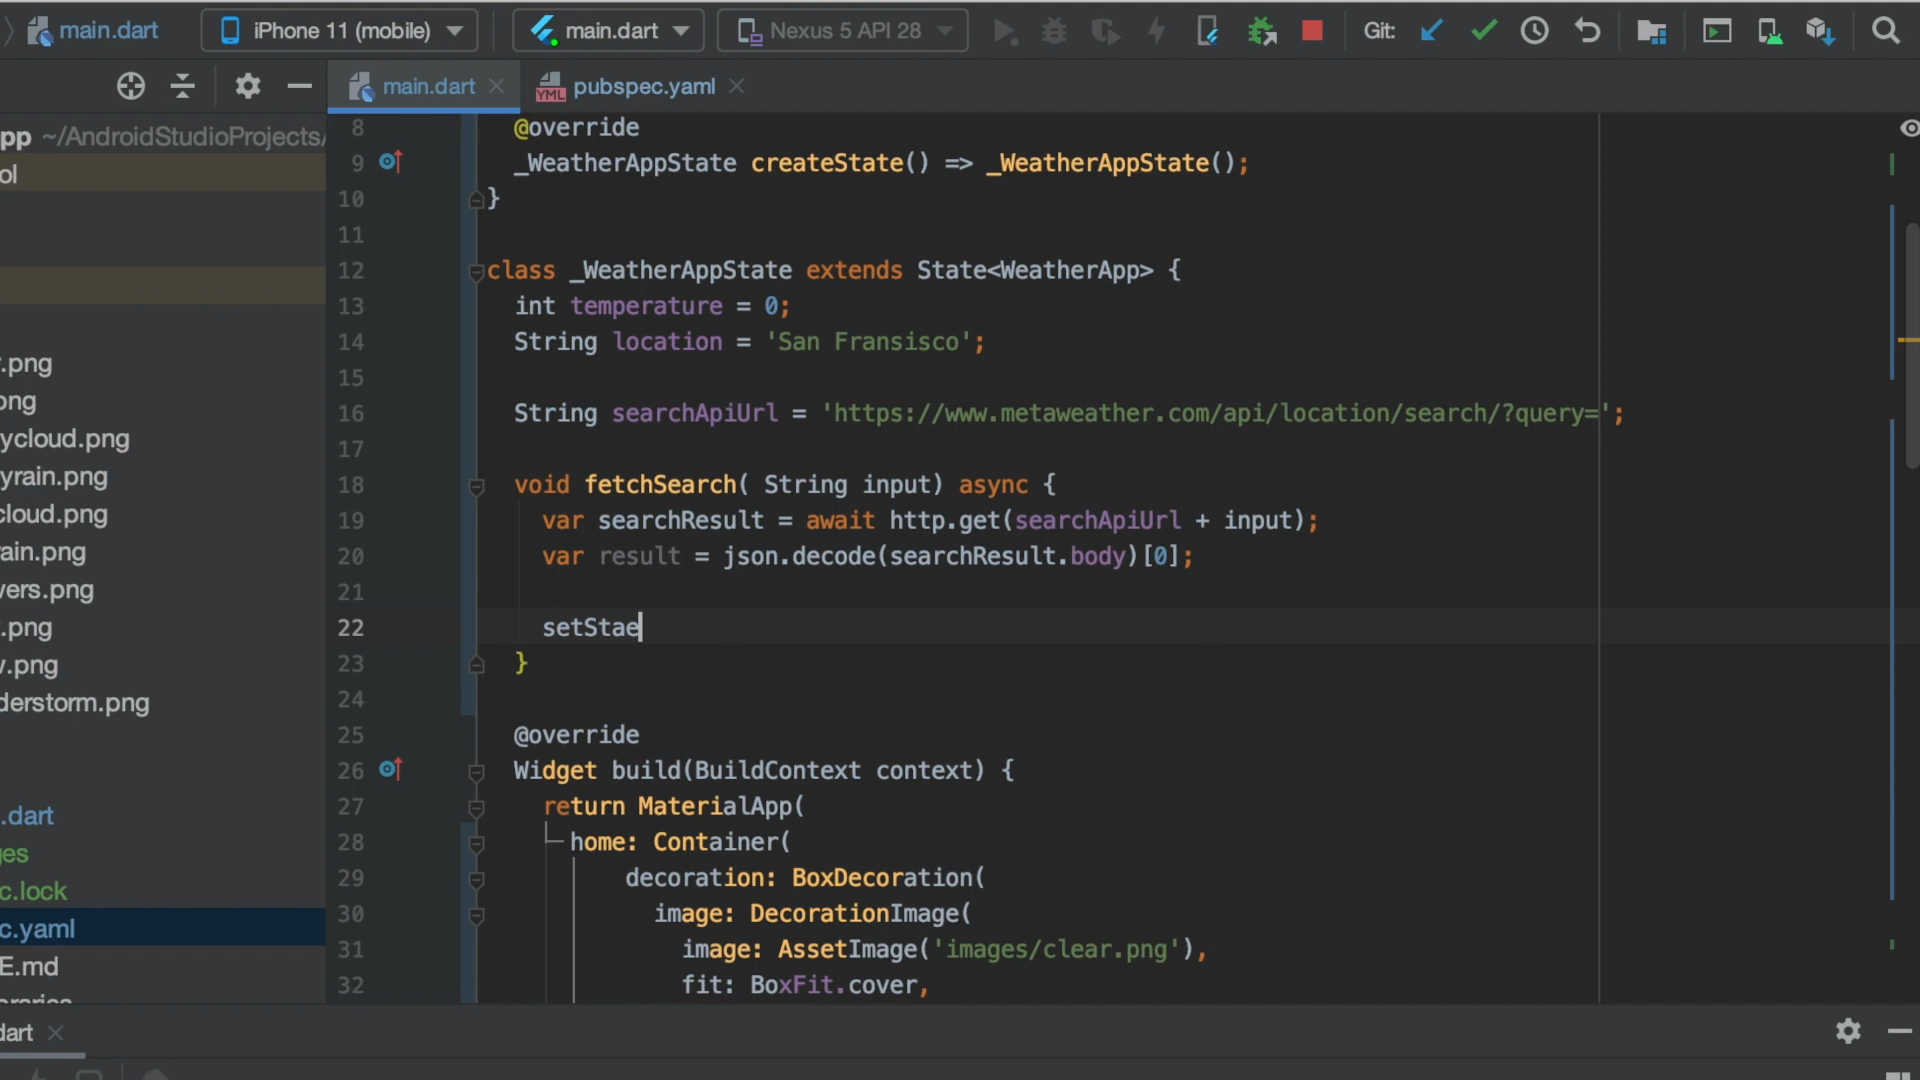 main.dart iPhone 11 (mobile) main.dart Nexus 5 API 28 Git:
main.dart pubspec.yaml
pp ~/AndroidStudioProjects/
ol
.png
ong
ycloud.png
yrain.png
cloud.png
rain.png
wers.png
.png
w.png
derstorm.png
.dart
ges
c.lock
c.yaml
E.md
8 @override
9 _WeatherAppState createState() => _WeatherAppState();
10 }
11
12 class _WeatherAppState extends State<WeatherApp> {
13 int temperature = 0;
14 String location = 'San Fransisco';
15
16 String searchApiUrl = 'https://www.metaweather.com/api/location/search/?query=';
17
18 void fetchSearch( String input) async {
19 var searchResult = await http.get(searchApiUrl + input);
20 var result = json.decode(searchResult.body)[0];
21
22 setStae
23 }
24
25 @override
26 Widget build(BuildContext context) {
27 return MaterialApp(
28 home: Container(
29 decoration: BoxDecoration(
30 image: DecorationImage(
31 image: AssetImage('images/clear.png'),
32 fit: BoxFit.cover,
dart